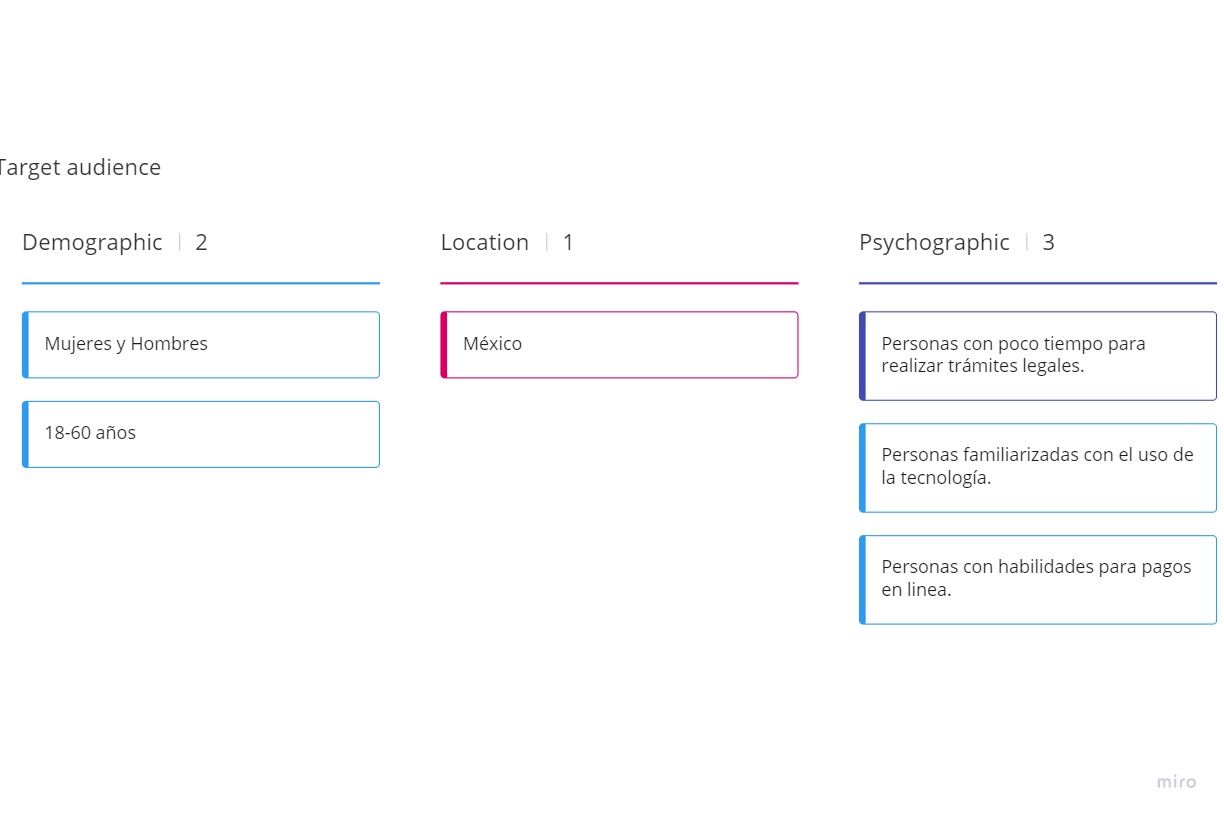 Target audience
Demographic | 2
Mujeres y Hombres
18-60 años
Location | 1
México
Psychographic | 3
Personas con poco tiempo para
realizar trámites legales.
Personas familiarizadas con el uso de
la tecnología.
Personas con habilidades para pagos
en linea.
miro